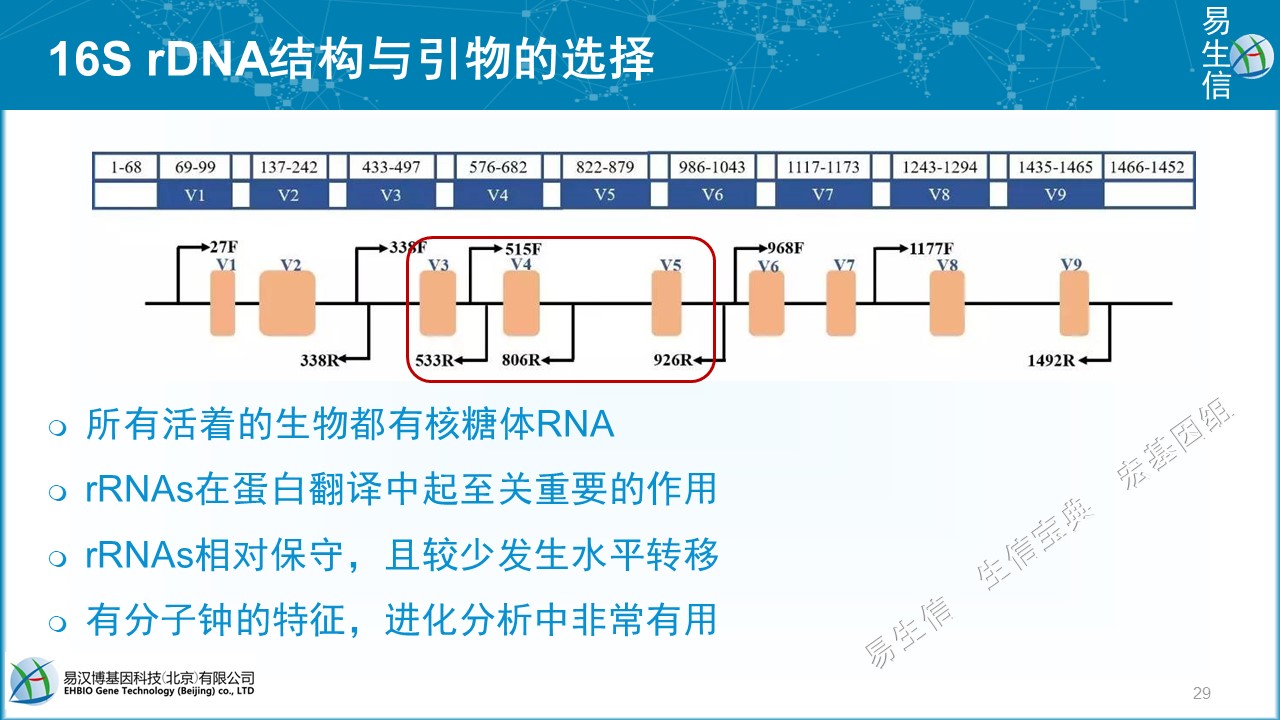 16S rDNA结构与引物的选择
易生信
1-68 69-99 137-242 433-497 576-682 822-879 986-1043 1117-1173 1243-1294 1435-1465 1466-1452
V1 V2 V3 V4 V5 V6 V7 V8 V9
27F 338F 515F 968F 1177F
V1 V2 V3 V4 V5 V6 V7 V8 V9
338R 533R 806R 926R 1492R
所有活着的生物都有核糖体RNA
rRNAs在蛋白翻译中起至关重要的作用
rRNAs相对保守，且较少发生水平转移
有分子钟的特征，进化分析中非常有用
易生信 生信宝典 宏基因组
易汉博基因科技(北京)有限公司
EHBIO Gene Technology (Beijing) co., LTD
29